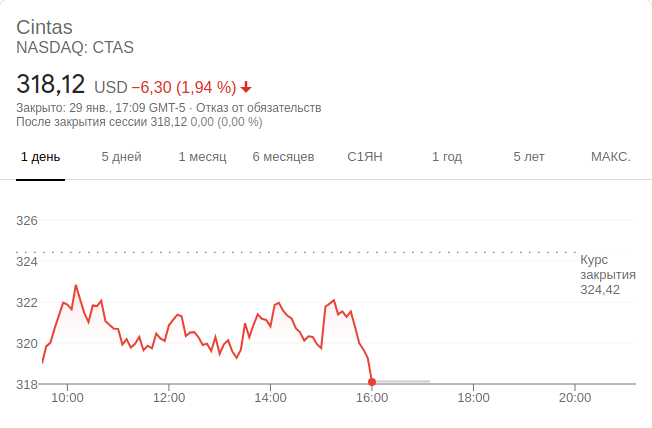 Cintas
NASDAQ: CTAS
318,12 USD −6,30 (1,94 %)
Закрыто: 29 янв., 17:09 GMT-5 · Отказ от обязательств
После закрытия сессии 318,12 0,00 (0,00 %)
1 день 5 дней 1 месяц 6 месяцев С1ЯН 1 год 5 лет МАКС.
326
324
Курс
закрытия
324,42
322
320
318
10:00 12:00 14:00 16:00 18:00 20:00